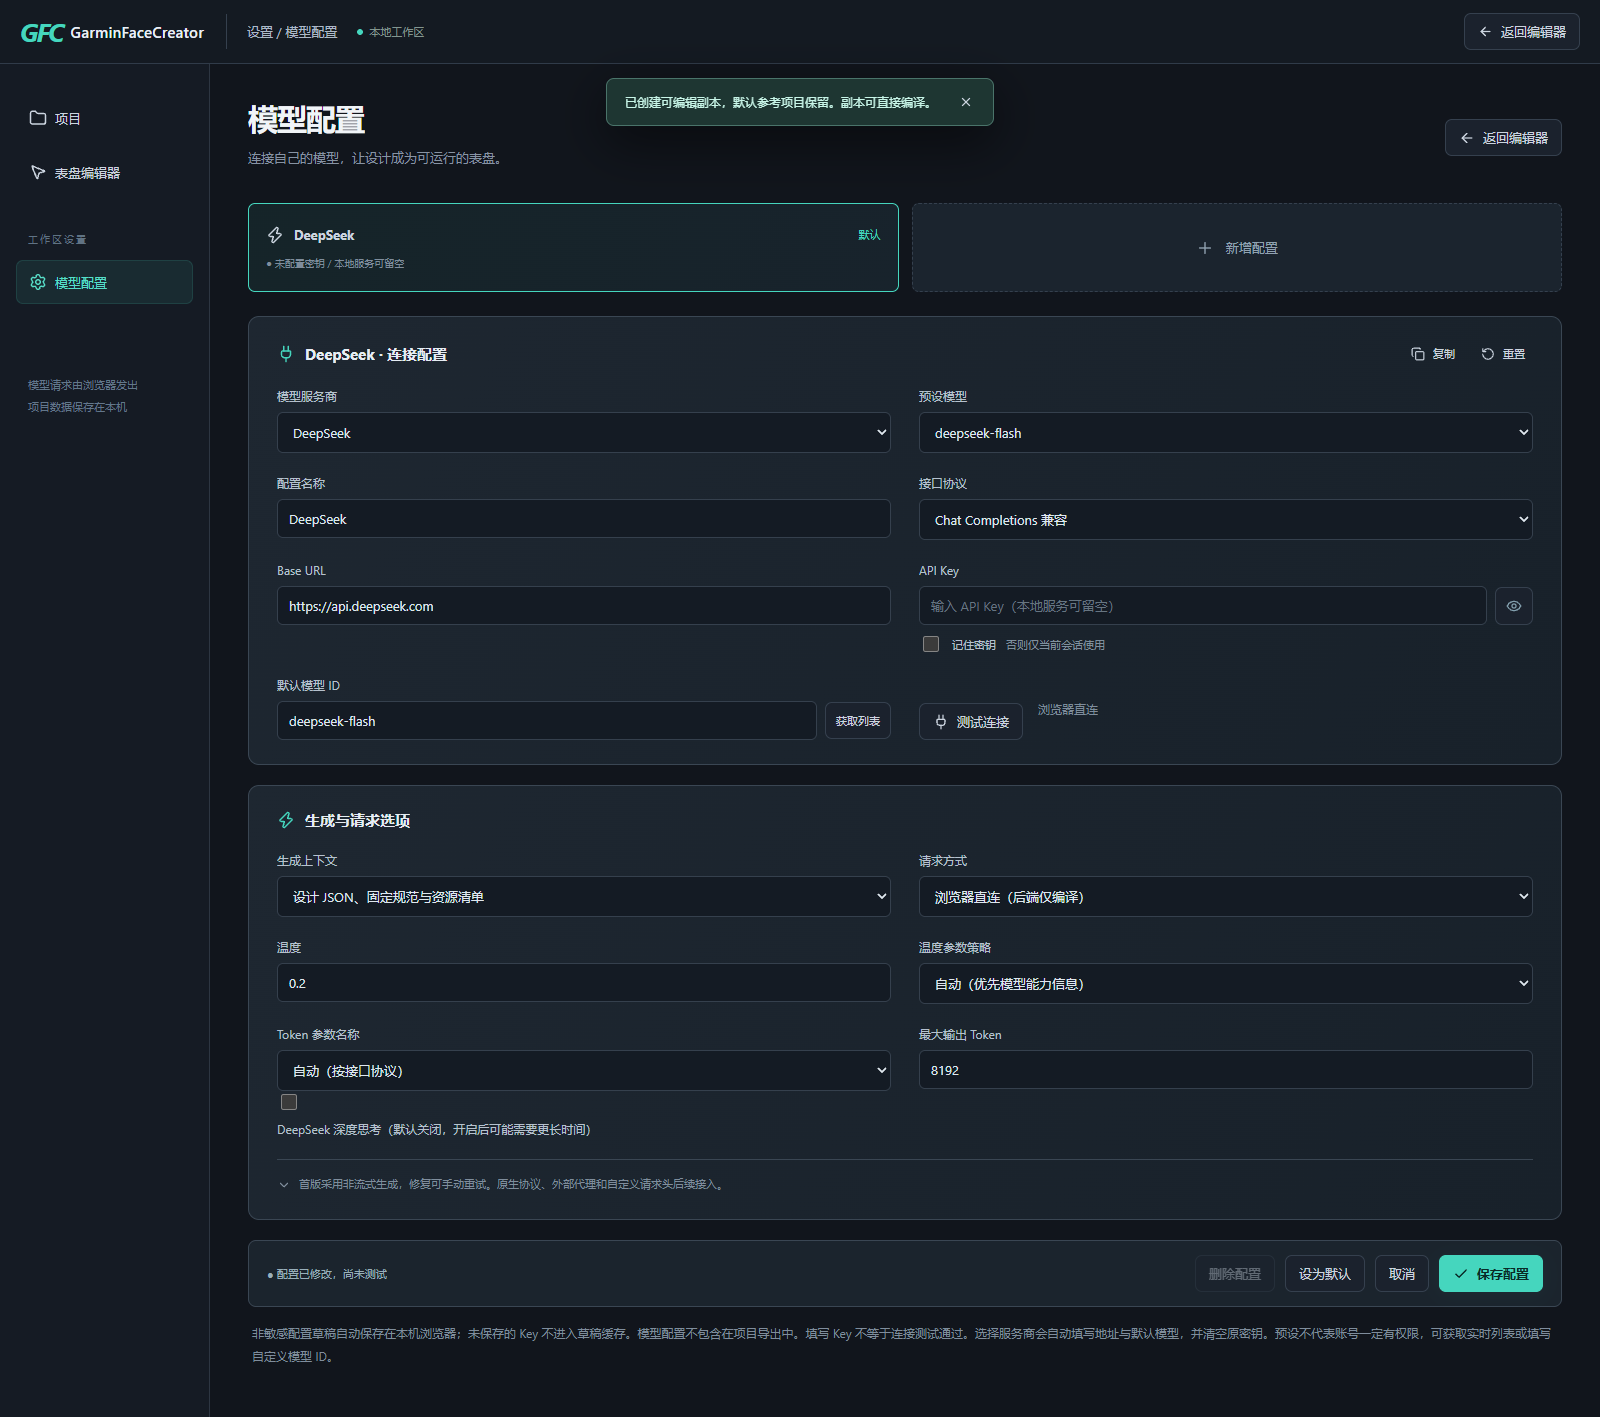 GFC GarminFaceCreator
设置 / 模型配置
本地工作区
返回编辑器
已创建可编辑副本，默认参考项目保留。副本可直接编译。
项目
表盘编辑器
工作区设置
模型配置
模型请求由浏览器发出
项目数据保存在本机
模型配置
连接自己的模型，让设计成为可运行的表盘。
返回编辑器
DeepSeek
默认
未配置密钥 / 本地服务可留空
新增配置
DeepSeek · 连接配置
复制
重置
模型服务商
预设模型
DeepSeek
deepseek-flash
配置名称
接口协议
DeepSeek
Chat Completions 兼容
Base URL
API Key
https://api.deepseek.com
输入 API Key（本地服务可留空）
记住密钥 否则仅当前会话使用
默认模型 ID
deepseek-flash
获取列表
测试连接
浏览器直连
生成与请求选项
生成上下文
请求方式
设计 JSON、固定规范与资源清单
浏览器直连（后端仅编译）
温度
温度参数策略
0.2
自动（优先模型能力信息）
Token 参数名称
最大输出 Token
自动（按接口协议）
8192
DeepSeek 深度思考（默认关闭，开启后可能需要更长时间）
首版采用非流式生成，修复可手动重试。原生协议、外部代理和自定义请求头后续接入。
配置已修改，尚未测试
删除配置
设为默认
取消
保存配置
非敏感配置草稿自动保存在本机浏览器；未保存的 Key 不进入草稿缓存。模型配置不包含在项目导出中。填写 Key 不等于连接测试通过。选择服务商会自动填写地址与默认模型，并清空原密钥。预设不代表账号一定有权限，可获取实时列表或填写
自定义模型 ID。